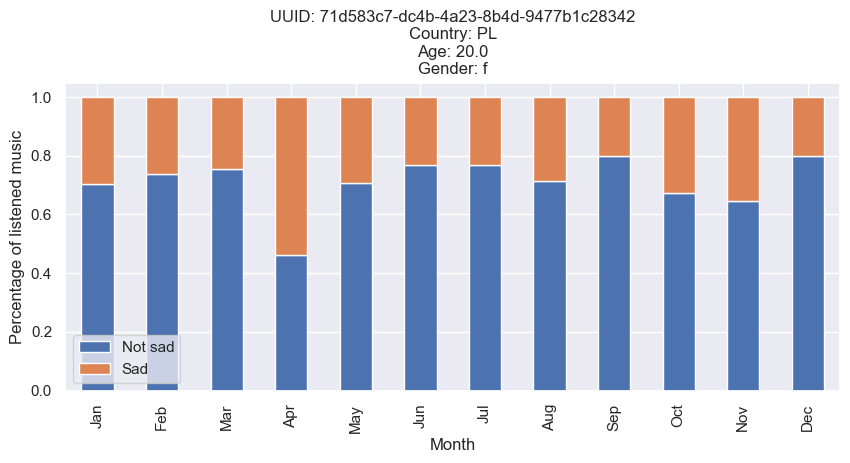 UUID: 71d583c7-dc4b-4a23-8b4d-9477b1c28342
Country: PL
Age: 20.0
Gender: f
Percentage of listened music
1.0
0.8
0.6
0.4
0.2
0.0
Not sad
Sad
Jan
Feb
Mar
Apr
May
Jun
Jul
Aug
Sep
Oct
Nov
Dec
Month